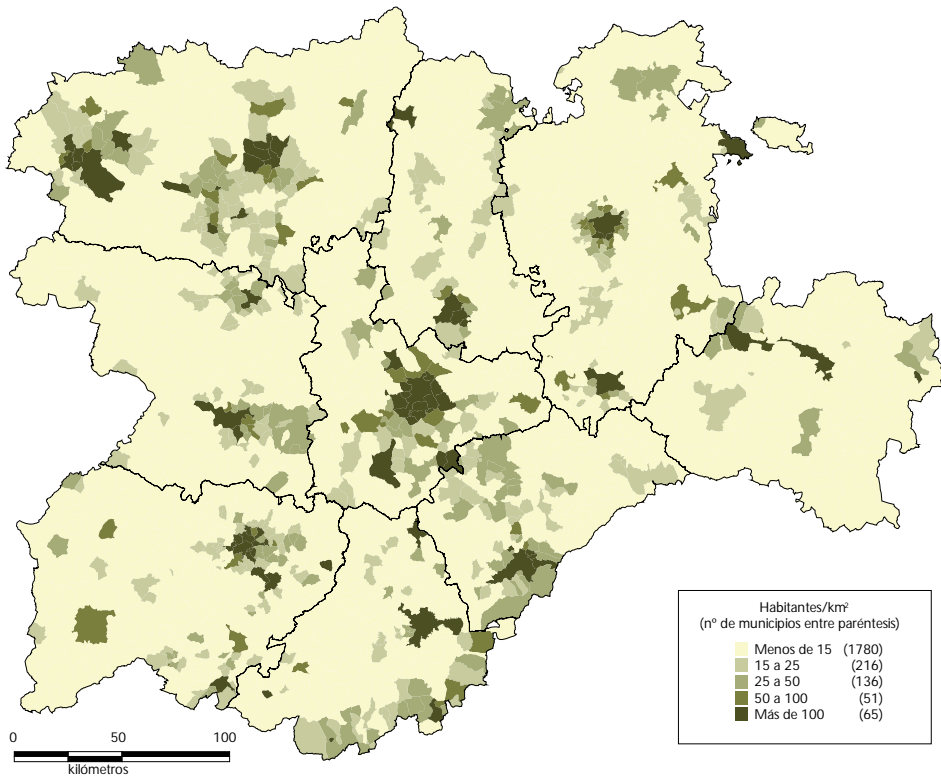 Habitantes/km²
(nº de municipios entre paréntesis)
Menos de 15 (1780)
15 a 25 (216)
25 a 50 (136)
50 a 100 (51)
Más de 100 (65)
0 50 100
kilómetros